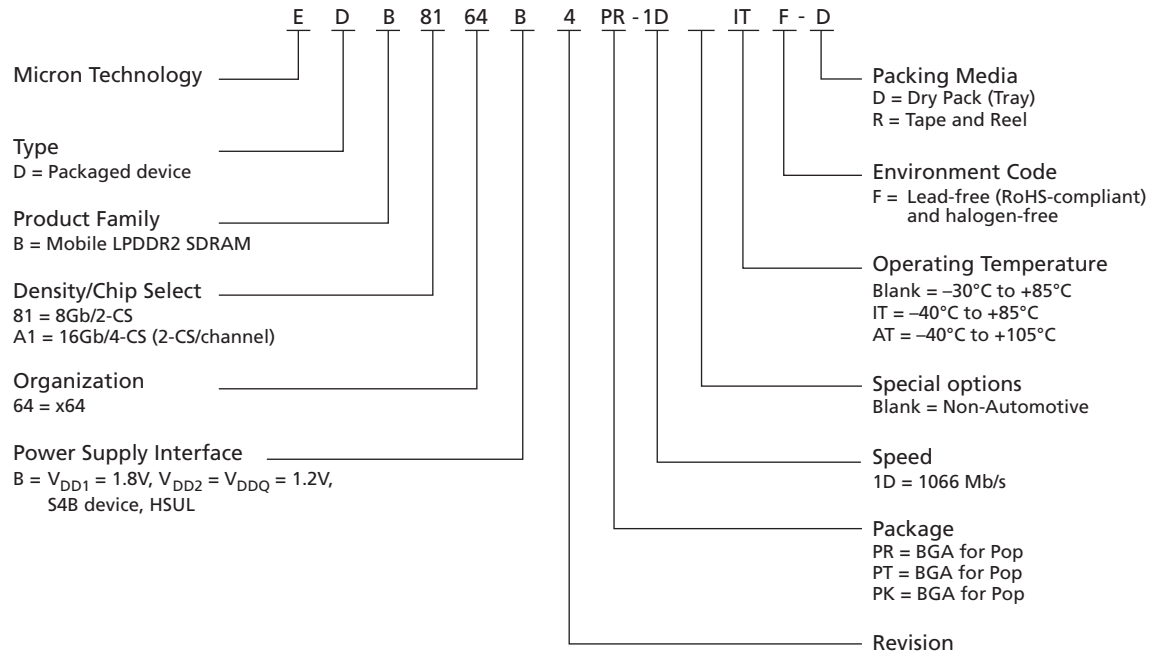 E D B 81 64 B 4 PR - 1D IT F - D
Micron Technology
Type
D = Packaged device
Product Family
B = Mobile LPDDR2 SDRAM
Density/Chip Select
81 = 8Gb/2-CS
A1 = 16Gb/4-CS (2-CS/channel)
Organization
64 = x64
Power Supply Interface
B = VDD1 = 1.8V, VDD2 = VDDQ = 1.2V,
S4B device, HSUL
Packing Media
D = Dry Pack (Tray)
R = Tape and Reel
Environment Code
F = Lead-free (RoHS-compliant)
and halogen-free
Operating Temperature
Blank = –30°C to +85°C
IT = –40°C to +85°C
AT = –40°C to +105°C
Special options
Blank = Non-Automotive
Speed
1D = 1066 Mb/s
Package
PR = BGA for Pop
PT = BGA for Pop
PK = BGA for Pop
Revision